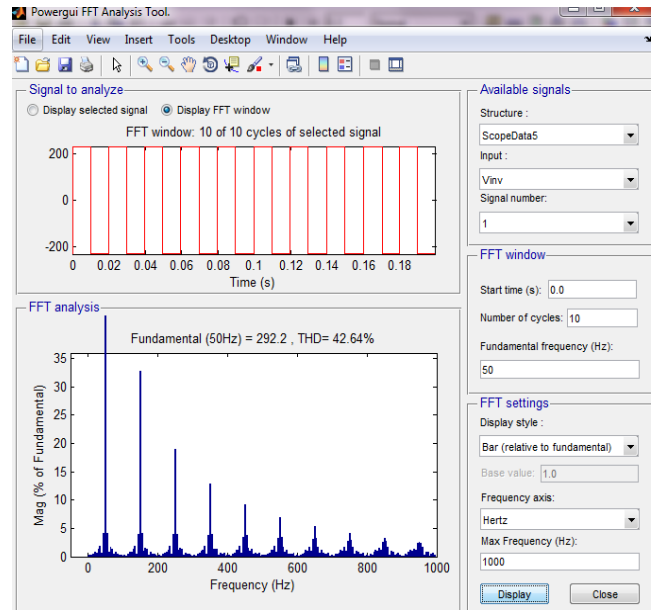 Powergui FFT Analysis Tool.
File Edit View Insert Tools Desktop Window Help
Signal to analyze
Display selected signal Display FFT window
FFT window: 10 of 10 cycles of selected signal
200
0
-200
0 0.02 0.04 0.06 0.08 0.1 0.12 0.14 0.16 0.18
Time (s)
FFT analysis
Fundamental (50Hz) = 292.2 , THD= 42.64%
35
30
25
20
15
10
5
0
Mag (% of Fundamental)
0 200 400 600 800 1000
Frequency (Hz)
Available signals
Structure :
ScopeData5
Input :
Vinv
Signal number:
1
FFT window
Start time (s): 0.0
Number of cycles: 10
Fundamental frequency (Hz):
50
FFT settings
Display style :
Bar (relative to fundamental)
Base value: 1.0
Frequency axis:
Hertz
Max Frequency (Hz):
1000
Display Close